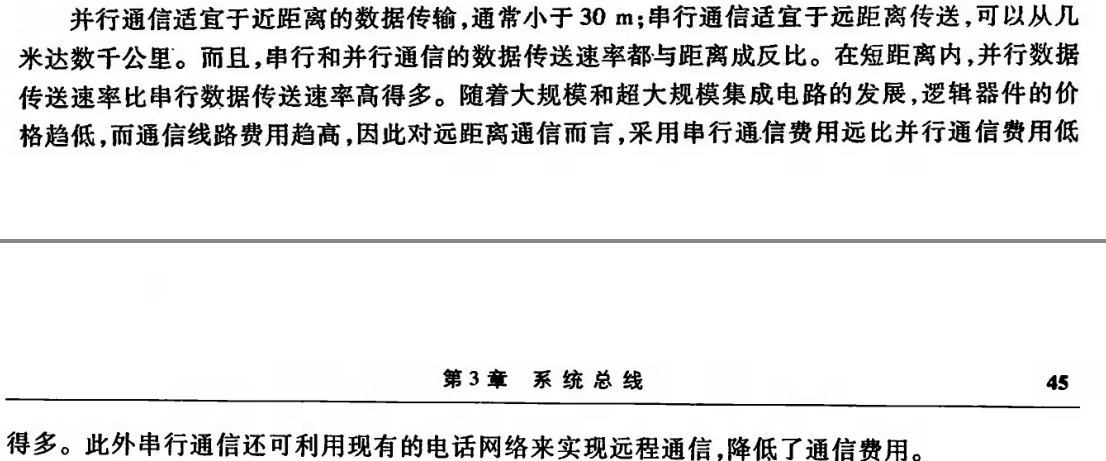 并行通信适宜于近距离的数据传输,通常小于 30 m;串行通信适宜于远距离传送,可以从几
米达数千公里。而且,串行和并行通信的数据传送速率都与距离成反比。在短距离内,并行数据
传送速率比串行数据传送速率高得多。随着大规模和超大规模集成电路的发展,逻辑器件的价
格趋低,而通信线路费用趋高,因此对远距离通信而言,采用串行通信费用远比并行通信费用低
第 3 章 系 统 总 线 45
得多。此外串行通信还可利用现有的电话网络来实现远程通信,降低了通信费用。